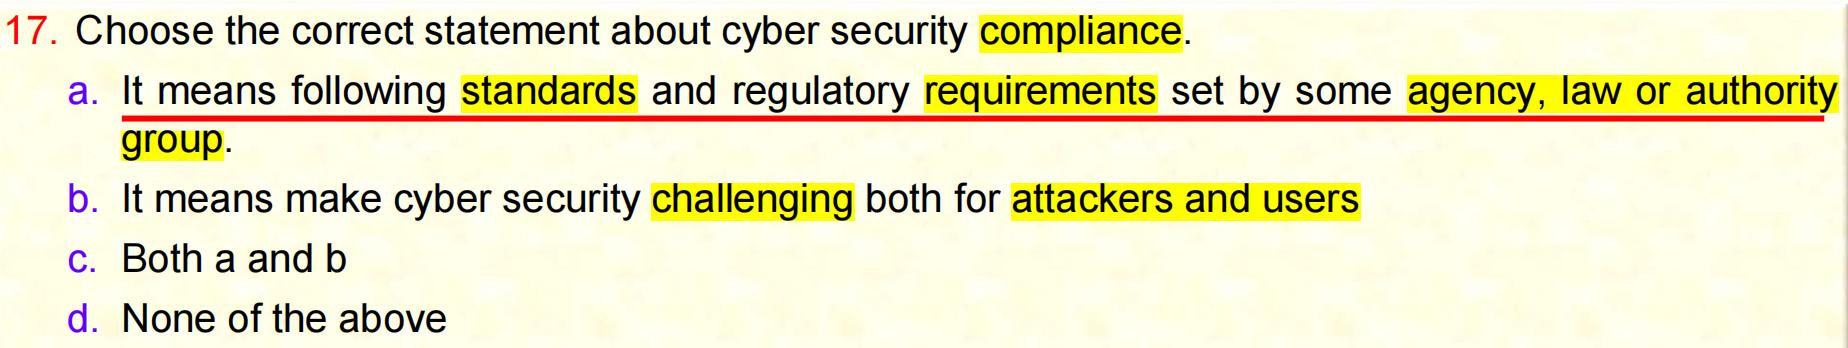 17. Choose the correct statement about cyber security compliance.
a. It means following standards and regulatory requirements set by some agency, law or authority
group.
b. It means make cyber security challenging both for attackers and users
c. Both a and b
d. None of the above